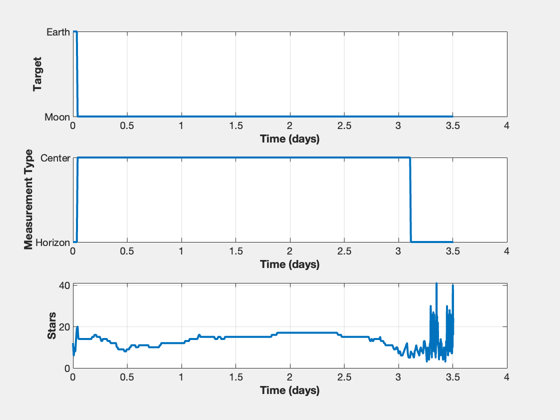 Earth
Target
Moon
0 0.5 1 1.5 2 2.5 3 3.5 4
Time (days)
Center
Measurement Type
Horizon
0 0.5 1 1.5 2 2.5 3 3.5 4
Time (days)
40
Stars
20
0
0 0.5 1 1.5 2 2.5 3 3.5 4
Time (days)